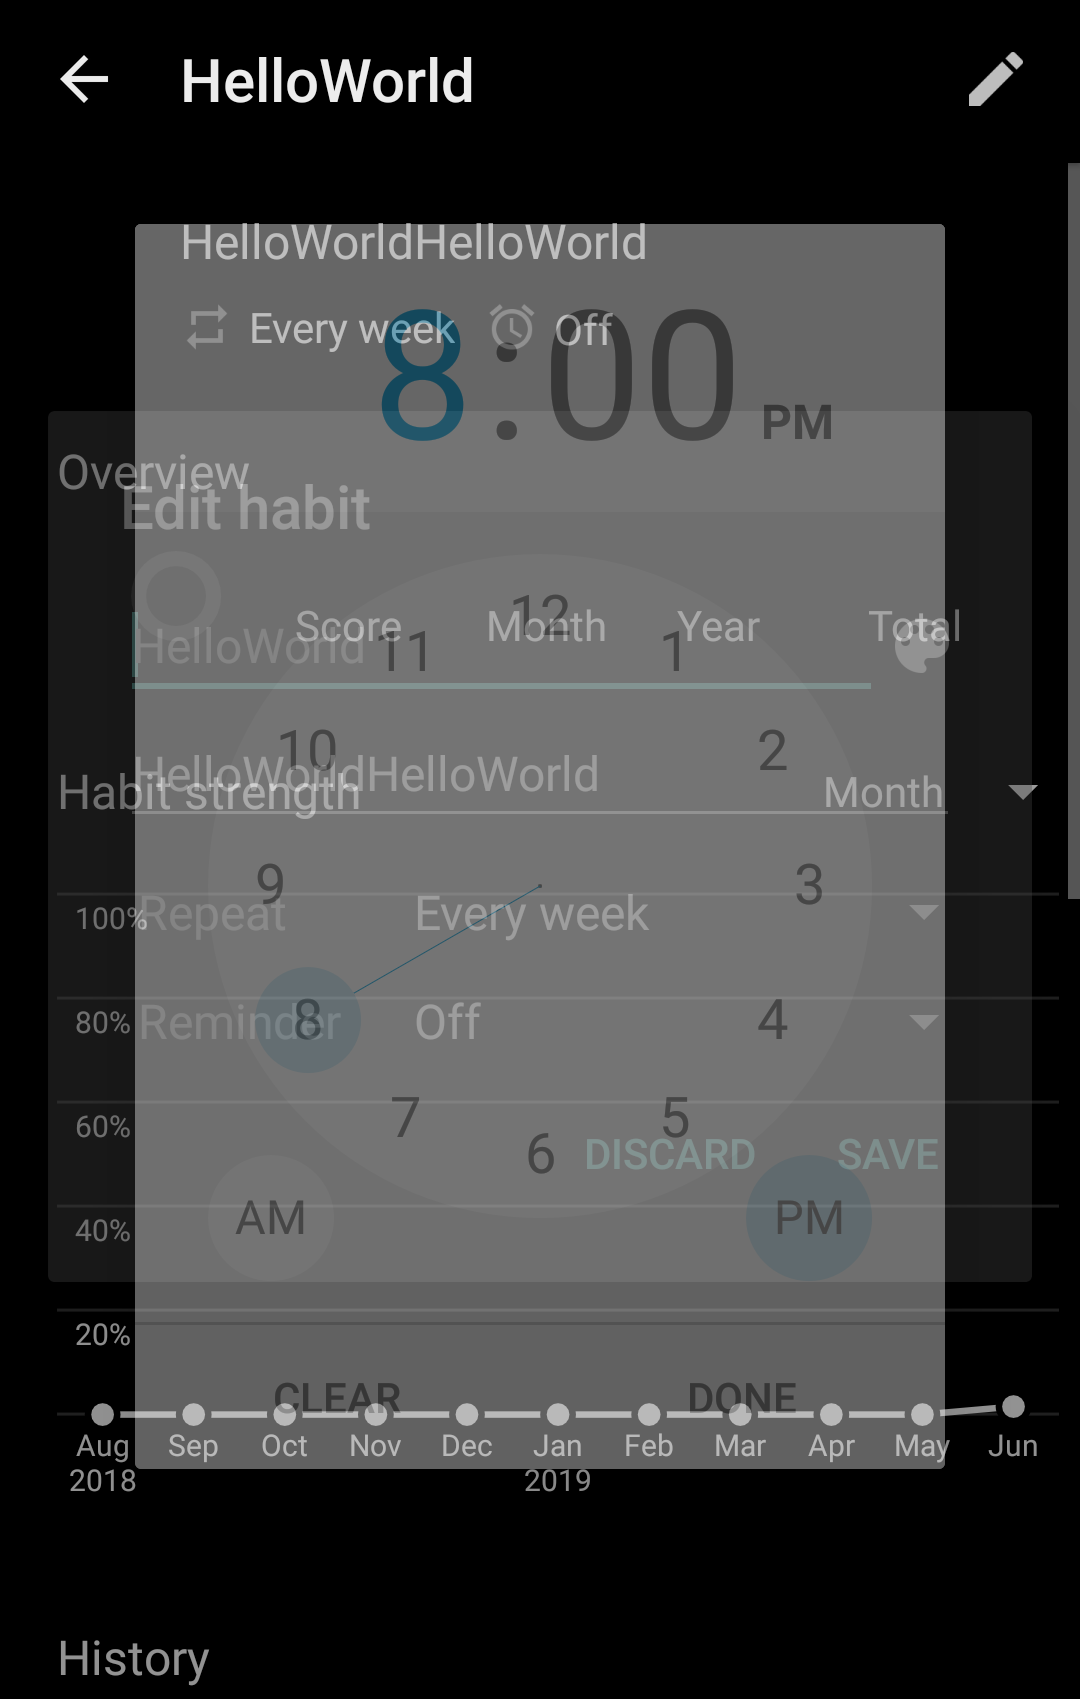 HelloWorld
HelloWorldHelloWorld
Every week Off
8:00 PM
Overview
Edit habit
12
Score Month Year Total
HelloWorld
11 1
10 2
HelloWorldHelloWorld
Habit strength Month
9 3
100%
Repeat Every week
80%
Reminder Off
8 4
7 5
60%
6
DISCARD SAVE
AM PM
40%
20%
CLEAR DONE
Aug Sep Oct Nov Dec Jan Feb Mar Apr May Jun
2018 2019
History